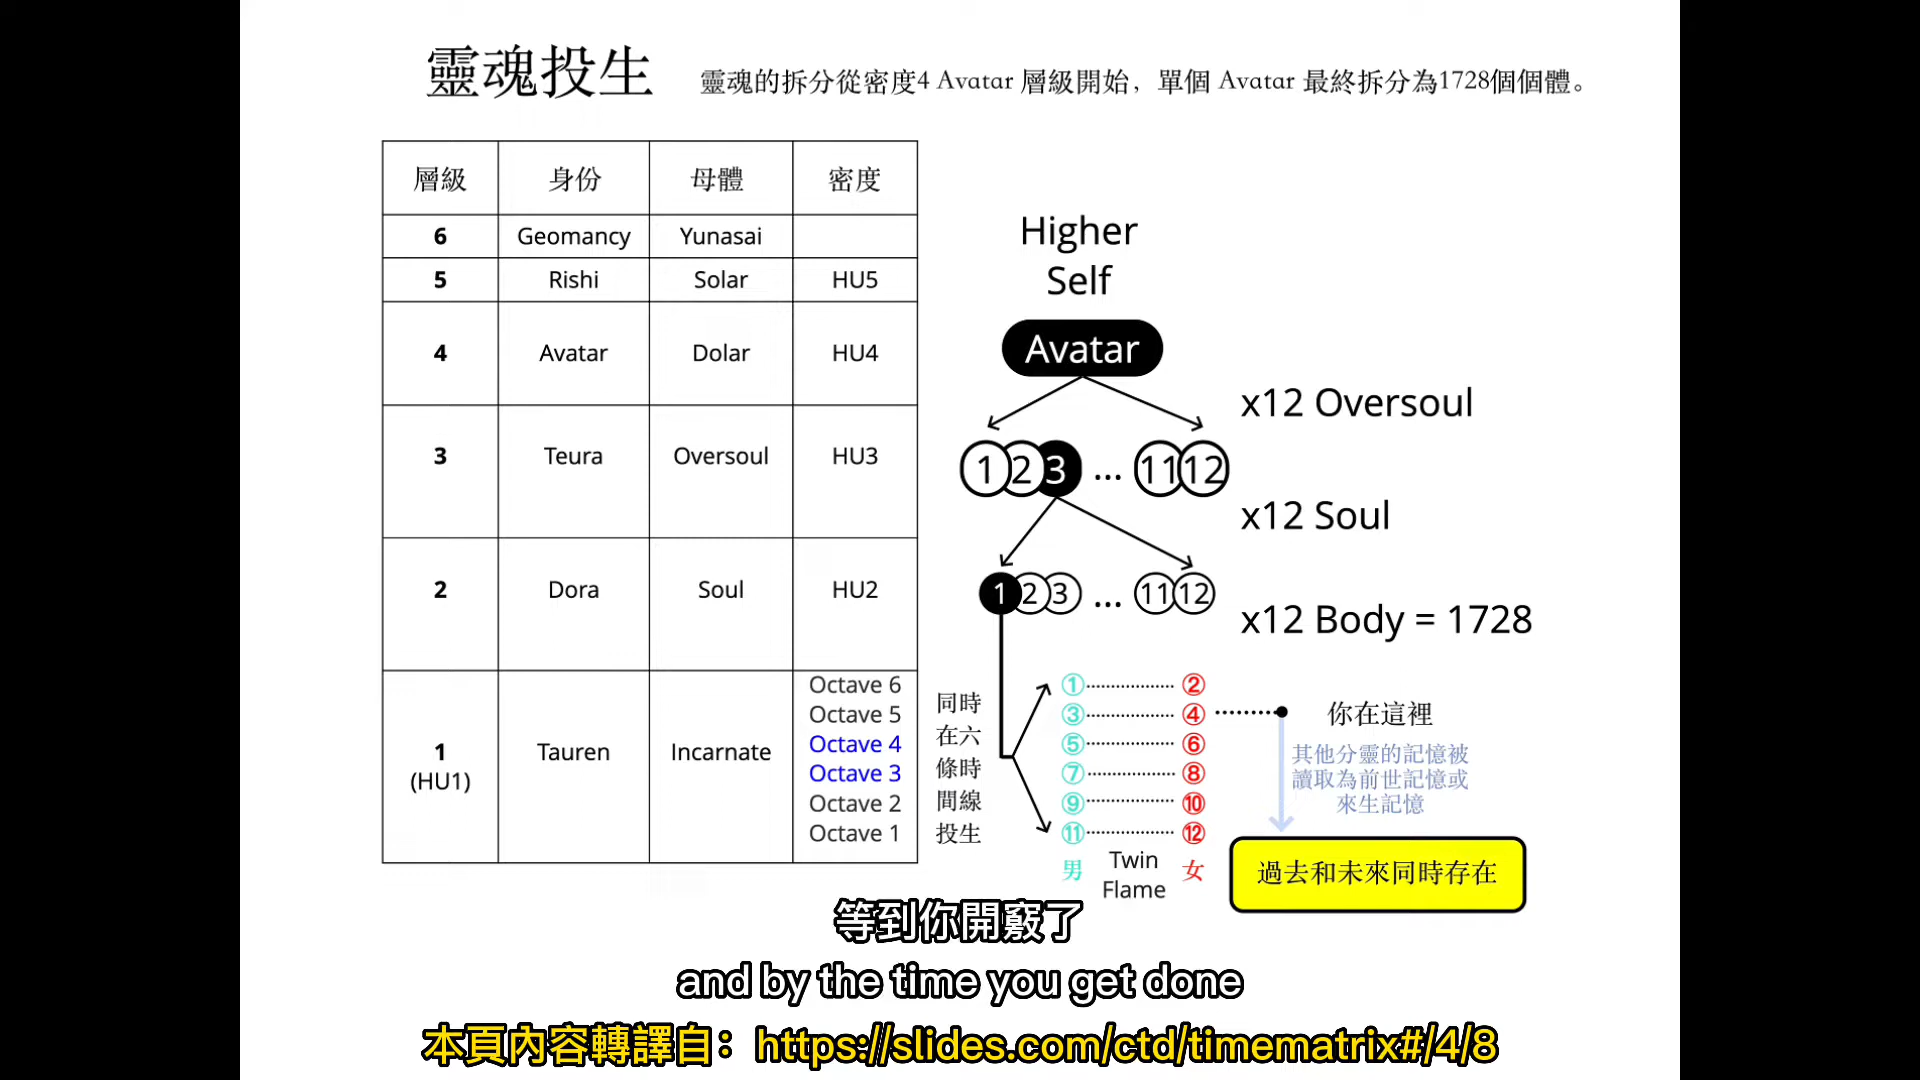 靈魂投生
靈魂的拆分從密度4 Avatar 層級開始，單個 Avatar 最終拆分為1728個個體。
層級 身份 母體 密度
6 Geomancy Yunasai
5 Rishi Solar HU5
4 Avatar Dolar HU4
3 Teura Oversoul HU3
2 Dora Soul HU2
1 (HU1) Tauren Incarnate
Octave 6
Octave 5
Octave 4
Octave 3
Octave 2
Octave 1
Higher
Self
Avatar
x12 Oversoul
1 2 3 ... 11 12
x12 Soul
1 2 3 ... 11 12
x12 Body = 1728
同時
在六
條時
間線
投生
① ②
③ ④
⑤ ⑥
⑦ ⑧
⑨ ⑩
⑪ ⑫
男 Twin Flame 女
你在這裡
其他分靈的記憶被
讀取為前世記憶或
來生記憶
過去和未來同時存在
等到你開竅了
and by the time you get done
本頁內容轉譯自：https://slides.com/ctd/timematrix#/4/8